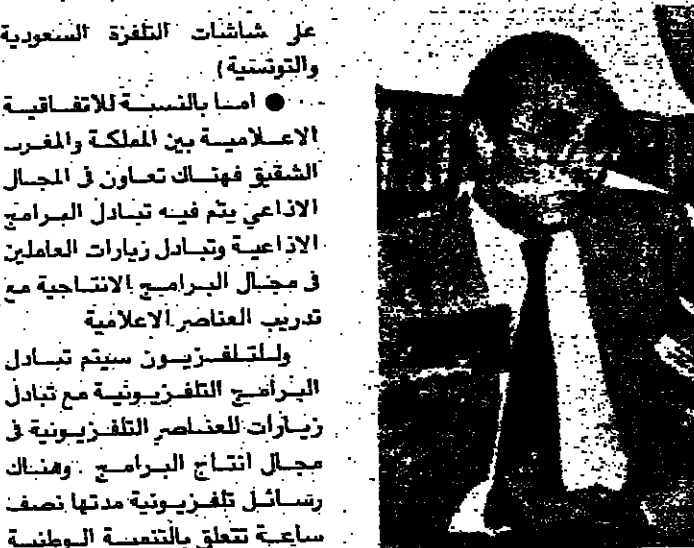 على شاشات التلفزة السعودية
والتونسية)
● اما بالنسبة للاتفاقية
الاعلامية بين المملكة والمغرب
الشقيق فهناك تعاون في المجال
الاذاعي يتم فيه تبادل البرامج
الاذاعية وتبادل زيارات العاملين
في مجال البرامج الانتاجية مع
تدريب العناصر الاعلامية
وللتلفزيون سيتم تبادل
البرامج التلفزيونية مع تبادل
زيارات للعناصر التلفزيونية في
مجال انتاج البرامج . وهناك
رسائل تلفزيونية مدتها نصف
ساعة تتعلق بالتنمية الوطنية